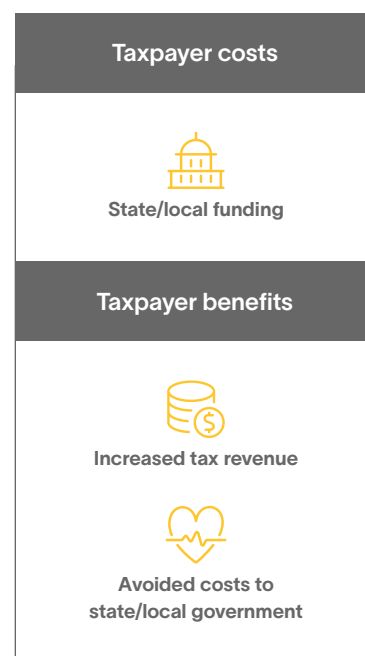 Taxpayer costs
State/local funding
Taxpayer benefits
$
Increased tax revenue
Avoided costs to
state/local government